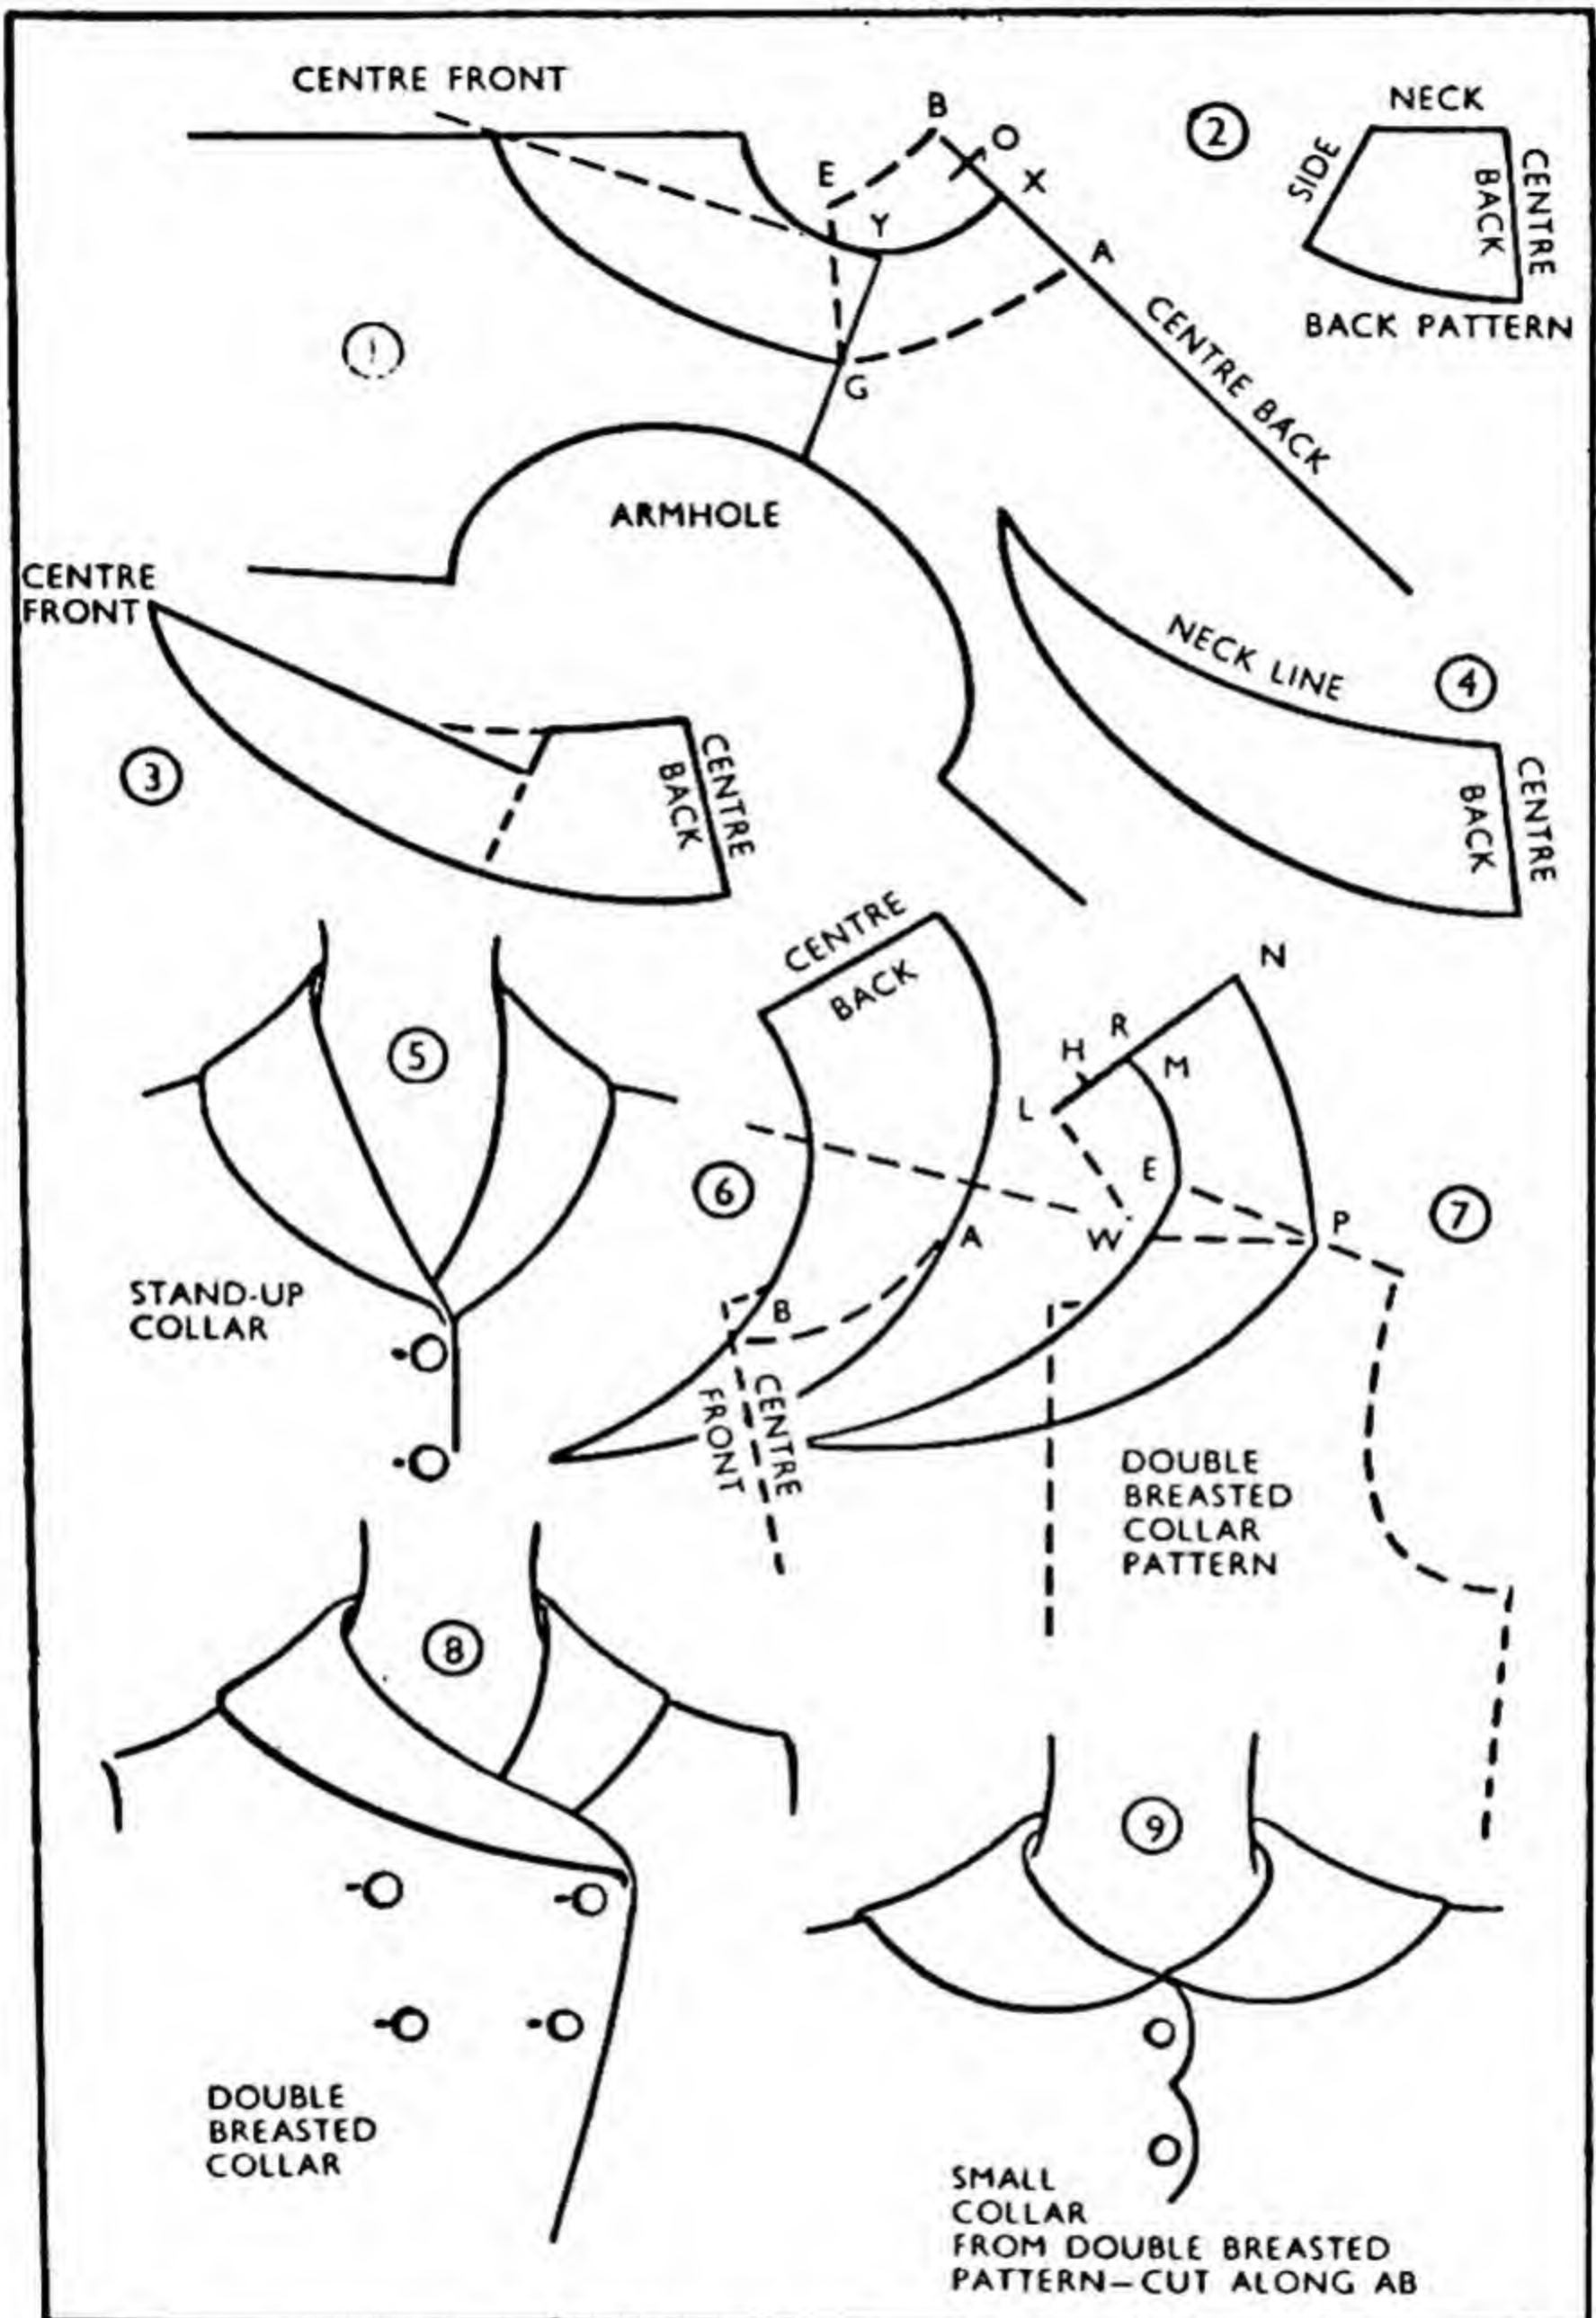 CENTRE FRONT
B
O
X
E
Y
A
G
CENTRE BACK
1
2
NECK
SIDE
CENTRE
BACK
BACK PATTERN
ARMHOLE
CENTRE
FRONT
3
CENTRE
BACK
NECK LINE
4
CENTRE
BACK
5
STAND-UP
COLLAR
CENTRE
BACK
6
A
B
CENTRE
FRONT
N
R
H
M
L
E
W
P
7
DOUBLE
BREASTED
COLLAR
PATTERN
8
DOUBLE
BREASTED
COLLAR
9
SMALL
COLLAR
FROM DOUBLE BREASTED
PATTERN–CUT ALONG AB